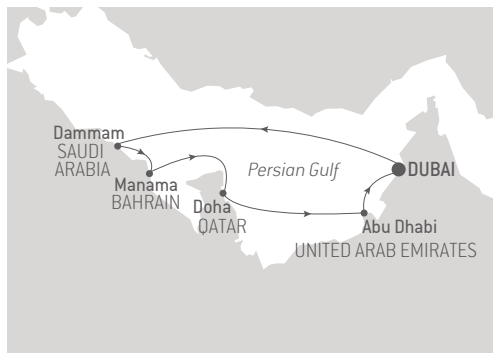 Dammam
SAUDI
ARABIA
Manama
BAHRAIN
Doha
QATAR
Persian Gulf
DUBAI
Abu Dhabi
UNITED ARAB EMIRATES